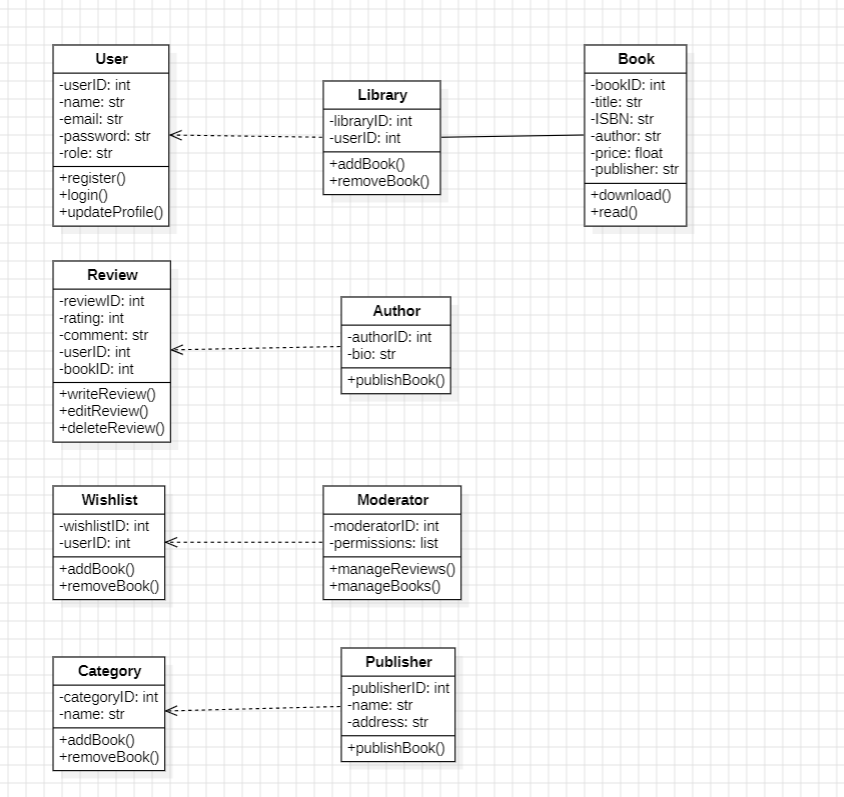 User
-userID: int
-name: str
-email: str
-password: str
-role: str
+register()
+login()
+updateProfile()
Library
-libraryID: int
-userID: int
+addBook()
+removeBook()
Book
-bookID: int
-title: str
-ISBN: str
-author: str
-price: float
-publisher: str
+download()
+read()
Review
-reviewID: int
-rating: int
-comment: str
-userID: int
-bookID: int
+writeReview()
+editReview()
+deleteReview()
Author
-authorID: int
-bio: str
+publishBook()
Wishlist
-wishlistID: int
-userID: int
+addBook()
+removeBook()
Moderator
-moderatorID: int
-permissions: list
+manageReviews()
+manageBooks()
Category
-categoryID: int
-name: str
+addBook()
+removeBook()
Publisher
-publisherID: int
-name: str
-address: str
+publishBook()